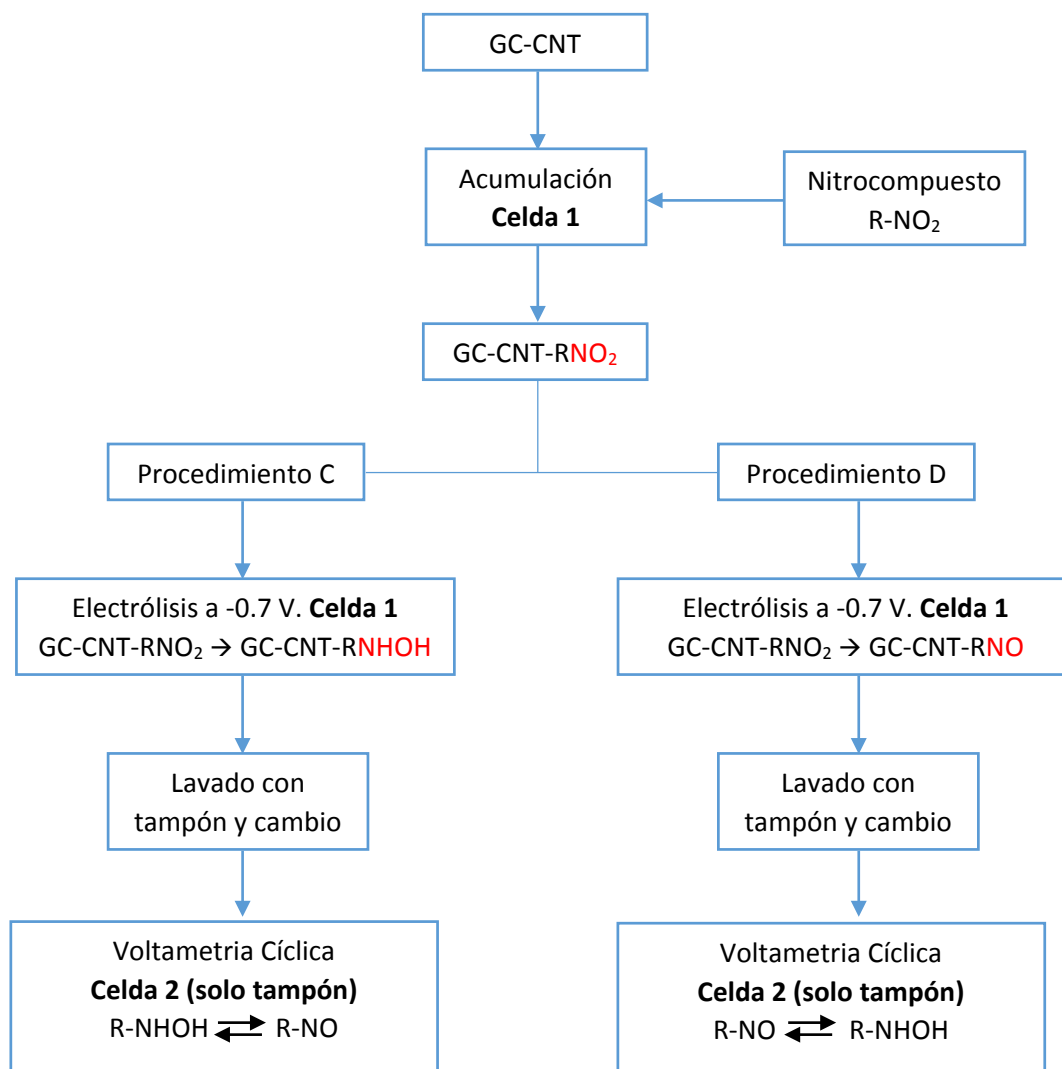 GC-CNT
Acumulación
Celda 1
Nitrocompuesto
R-NO₂
GC-CNT-RNO₂
Procedimiento C
Procedimiento D
Electrólisis a -0.7 V. Celda 1
GC-CNT-RNO₂ → GC-CNT-RNHOH
Electrólisis a -0.7 V. Celda 1
GC-CNT-RNO₂ → GC-CNT-RNO
Lavado con
tampón y cambio
Lavado con
tampón y cambio
Voltametria Cíclica
Celda 2 (solo tampón)
R-NHOH ⇄ R-NO
Voltametria Cíclica
Celda 2 (solo tampón)
R-NO ⇄ R-NHOH